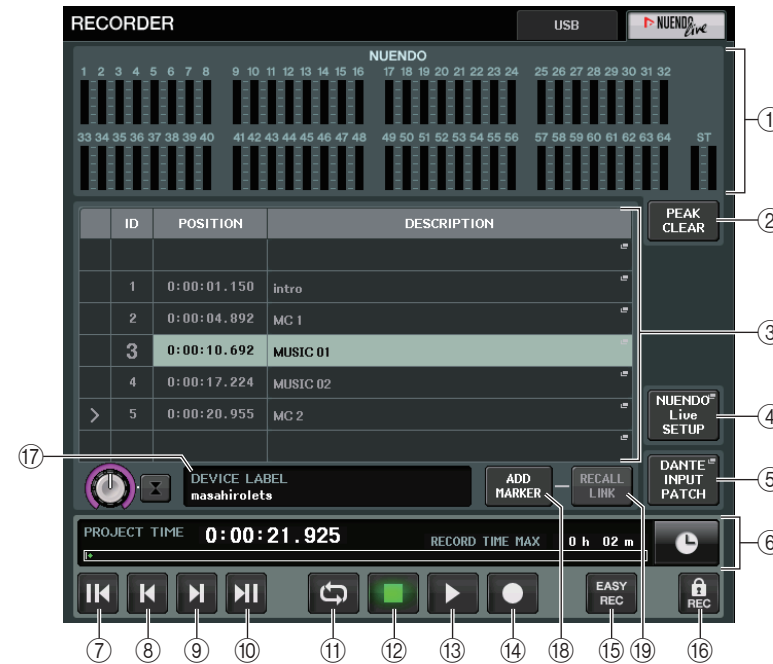 RECORDER
USB
NUENDO live
NUENDO
1 2 3 4 5 6 7 8 9 10 11 12 13 14 15 16 17 18 19 20 21 22 23 24 25 26 27 28 29 30 31 32
33 34 35 36 37 38 39 40 41 42 43 44 45 46 47 48 49 50 51 52 53 54 55 56 57 58 59 60 61 62 63 64 ST
①
PEAK CLEAR
②
ID POSITION DESCRIPTION
1 0:00:01.150 intro
2 0:00:04.892 MC 1
3 0:00:10.692 MUSIC 01
③
4 0:00:17.224 MUSIC 02
> 5 0:00:20.955 MC 2
NUENDO Live SETUP
④
⑰
DEVICE LABEL
masahirolets
ADD MARKER
RECALL LINK
DANTE INPUT PATCH
⑤
PROJECT TIME 0:00:21.925 RECORD TIME MAX 0 h 02 m
⑥
EASY REC
REC
⑦ ⑧ ⑨ ⑩ ⑪ ⑫ ⑬ ⑭ ⑱ ⑮ ⑲ ⑯